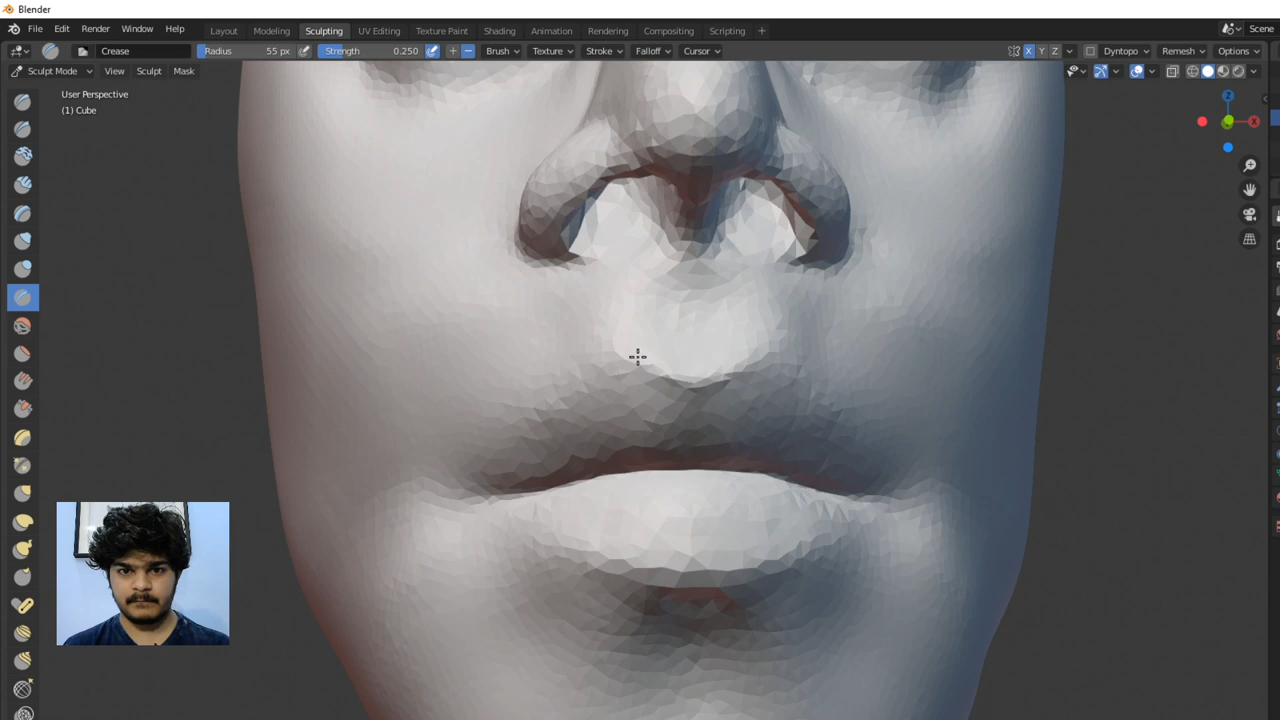 Blender
File Edit Render Window Help Layout Modeling Sculpting UV Editing Texture Paint Shading Animation Rendering Compositing Scripting + Scene
Crease Radius 55 px Strength 0.250 Brush Texture Stroke Falloff Cursor X Y Z Dyntopo Remesh Options
Sculpt Mode View Sculpt Mask
User Perspective
(1) Cube
Z
X